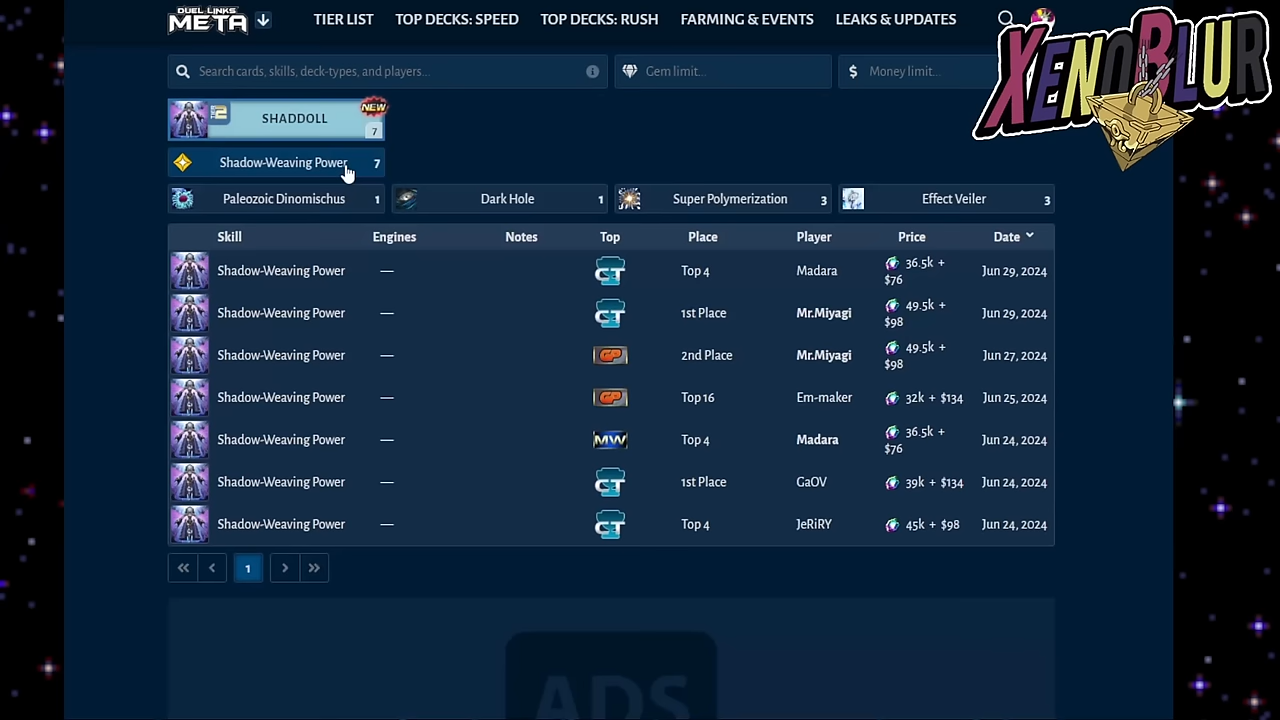 DUEL LINKS
META
TIER LIST
TOP DECKS: SPEED
TOP DECKS: RUSH
FARMING & EVENTS
LEAKS & UPDATES
XENOBLUR
Search cards, skills, deck-types, and players...
Gem limit...
$ Money limit...
2
SHADDOLL
NEW
7
Shadow-Weaving Power 7
Paleozoic Dinomischus 1
Dark Hole 1
Super Polymerization 3
Effect Veiler 3
Skill Engines Notes Top Place Player Price Date
Shadow-Weaving Power — CT Top 4 Madara 36.5k + Jun 29, 2024
$76
Shadow-Weaving Power — CT 1st Place Mr.Miyagi 49.5k + Jun 29, 2024
$98
Shadow-Weaving Power — GP 2nd Place Mr.Miyagi 49.5k + Jun 27, 2024
$98
Shadow-Weaving Power — GP Top 16 Em-maker 32k + $134 Jun 25, 2024
Shadow-Weaving Power — MW Top 4 Madara 36.5k + Jun 24, 2024
$76
Shadow-Weaving Power — CT 1st Place GaOV 39k + $134 Jun 24, 2024
Shadow-Weaving Power — CT Top 4 JeRiRY 45k + $98 Jun 24, 2024
« ‹ 1 › »
ADS